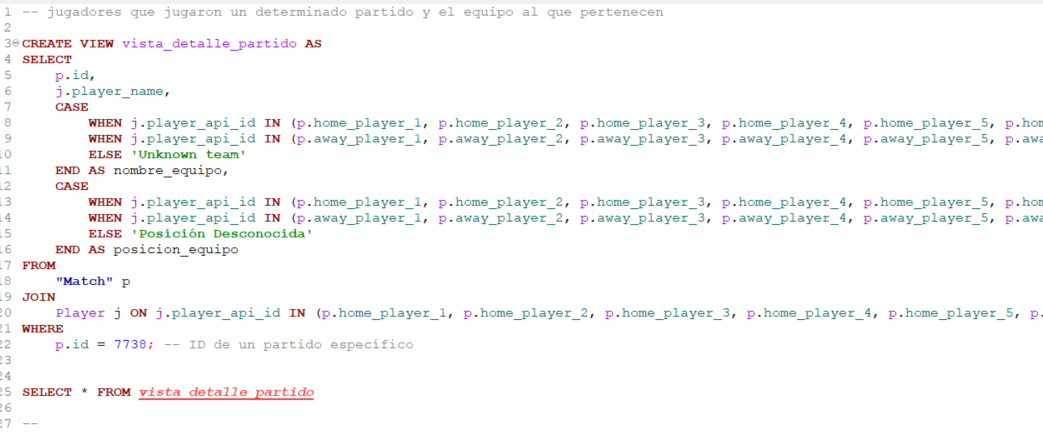 1 -- jugadores que jugaron un determinado partido y el equipo al que pertenecen
2
3 CREATE VIEW vista_detalle_partido AS
4 SELECT
5 p.id,
6 j.player_name,
7 CASE
8 WHEN j.player_api_id IN (p.home_player_1, p.home_player_2, p.home_player_3, p.home_player_4, p.home_player_5, p.hom
9 WHEN j.player_api_id IN (p.away_player_1, p.away_player_2, p.away_player_3, p.away_player_4, p.away_player_5, p.awa
10 ELSE 'Unknown team'
11 END AS nombre_equipo,
12 CASE
13 WHEN j.player_api_id IN (p.home_player_1, p.home_player_2, p.home_player_3, p.home_player_4, p.home_player_5, p.hom
14 WHEN j.player_api_id IN (p.away_player_1, p.away_player_2, p.away_player_3, p.away_player_4, p.away_player_5, p.awa
15 ELSE 'Posición Desconocida'
16 END AS posicion_equipo
17 FROM
18 "Match" p
19 JOIN
20 Player j ON j.player_api_id IN (p.home_player_1, p.home_player_2, p.home_player_3, p.home_player_4, p.home_player_5, p.
21 WHERE
22 p.id = 7738; -- ID de un partido específico
23
24
25 SELECT * FROM vista_detalle_partido
26
27 --